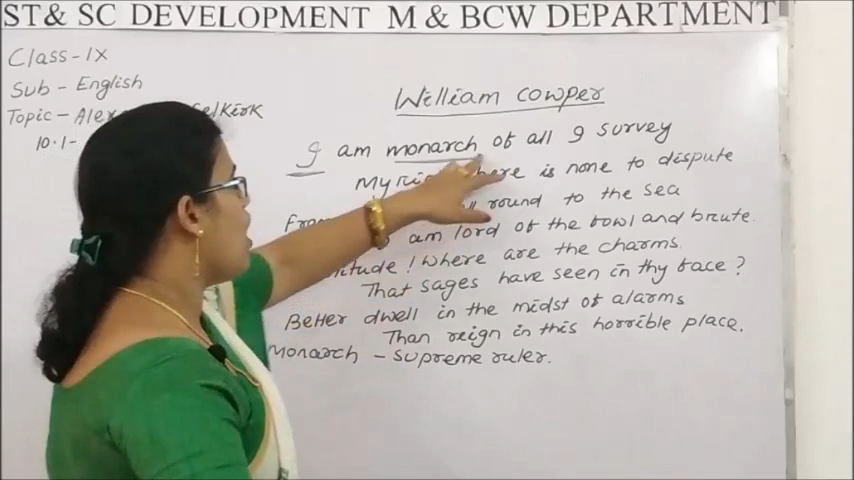 ST& SC DEVELOPMENT M & BCW DEPARTMENT
Class-IX
Sub - English
Topic - Selkirk
10.1-
William Cowper
I am monarch of all I survey
My is none to dispute
round to the sea
am lord of the fowl and brute.
! Where are the charms.
That sages have seen in thy face?
Better dwell in the midst of alarms
Than reign in this horrible place.
Monarch - Supreme ruler.